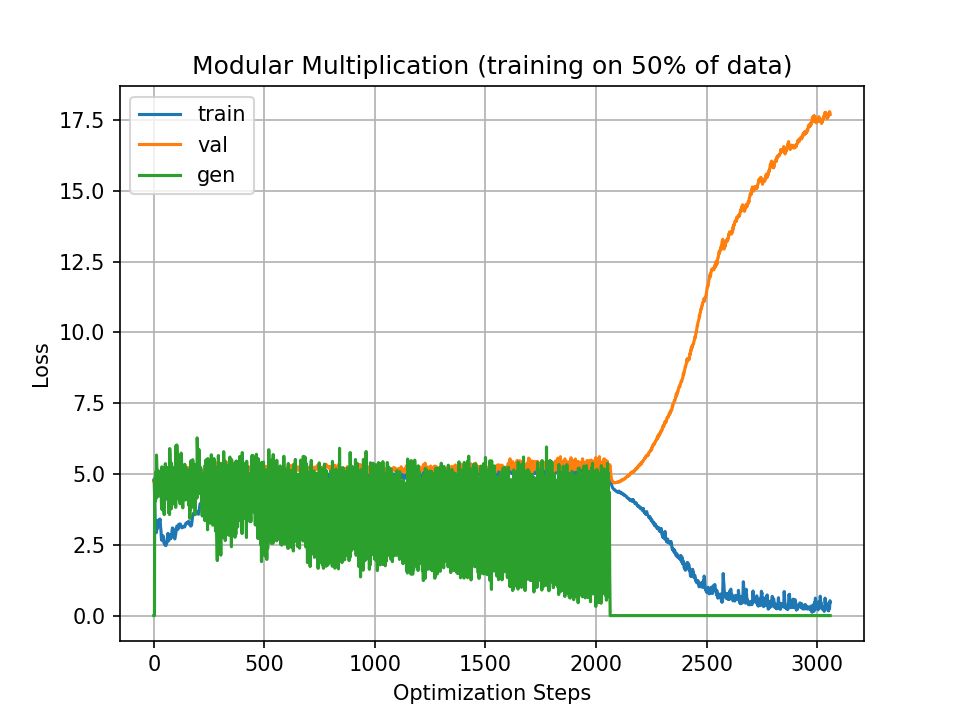 Modular Multiplication (training on 50% of data)
train
val
gen
17.5
15.0
12.5
10.0
7.5
5.0
2.5
0.0
Loss
0 500 1000 1500 2000 2500 3000
Optimization Steps